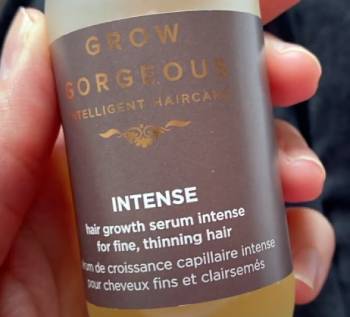 GROW
GORGEOUS
INTELLIGENT HAIRCARE
INTENSE
hair growth serum intense
for fine, thinning hair
de croissance capillaire intense
pour cheveux fins et clairsemés